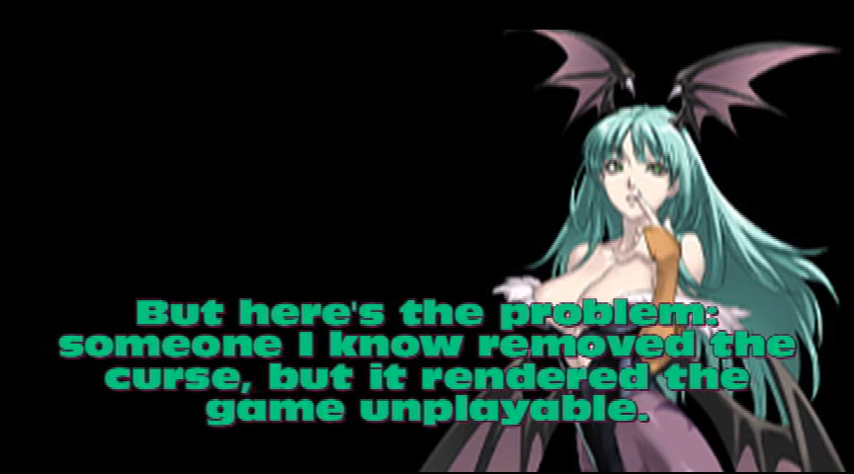 But here's the problem:
someone I know removed the
curse, but it rendered the
game unplayable.